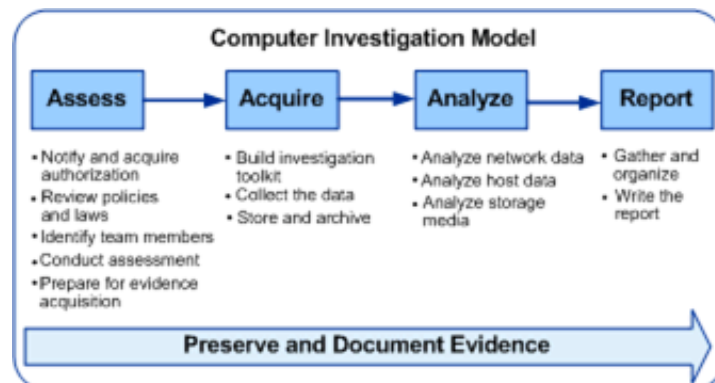 Computer Investigation Model
Assess
Acquire
Analyze
Report
•Notify and acquire
authorization
•Review policies
and laws
•Identify team members
•Conduct assessment
•Prepare for evidence
acquisition
•Build investigation
toolkit
•Collect the data
•Store and archive
•Analyze network data
•Analyze host data
•Analyze storage
media
•Gather and
organize
•Write the
report
Preserve and Document Evidence